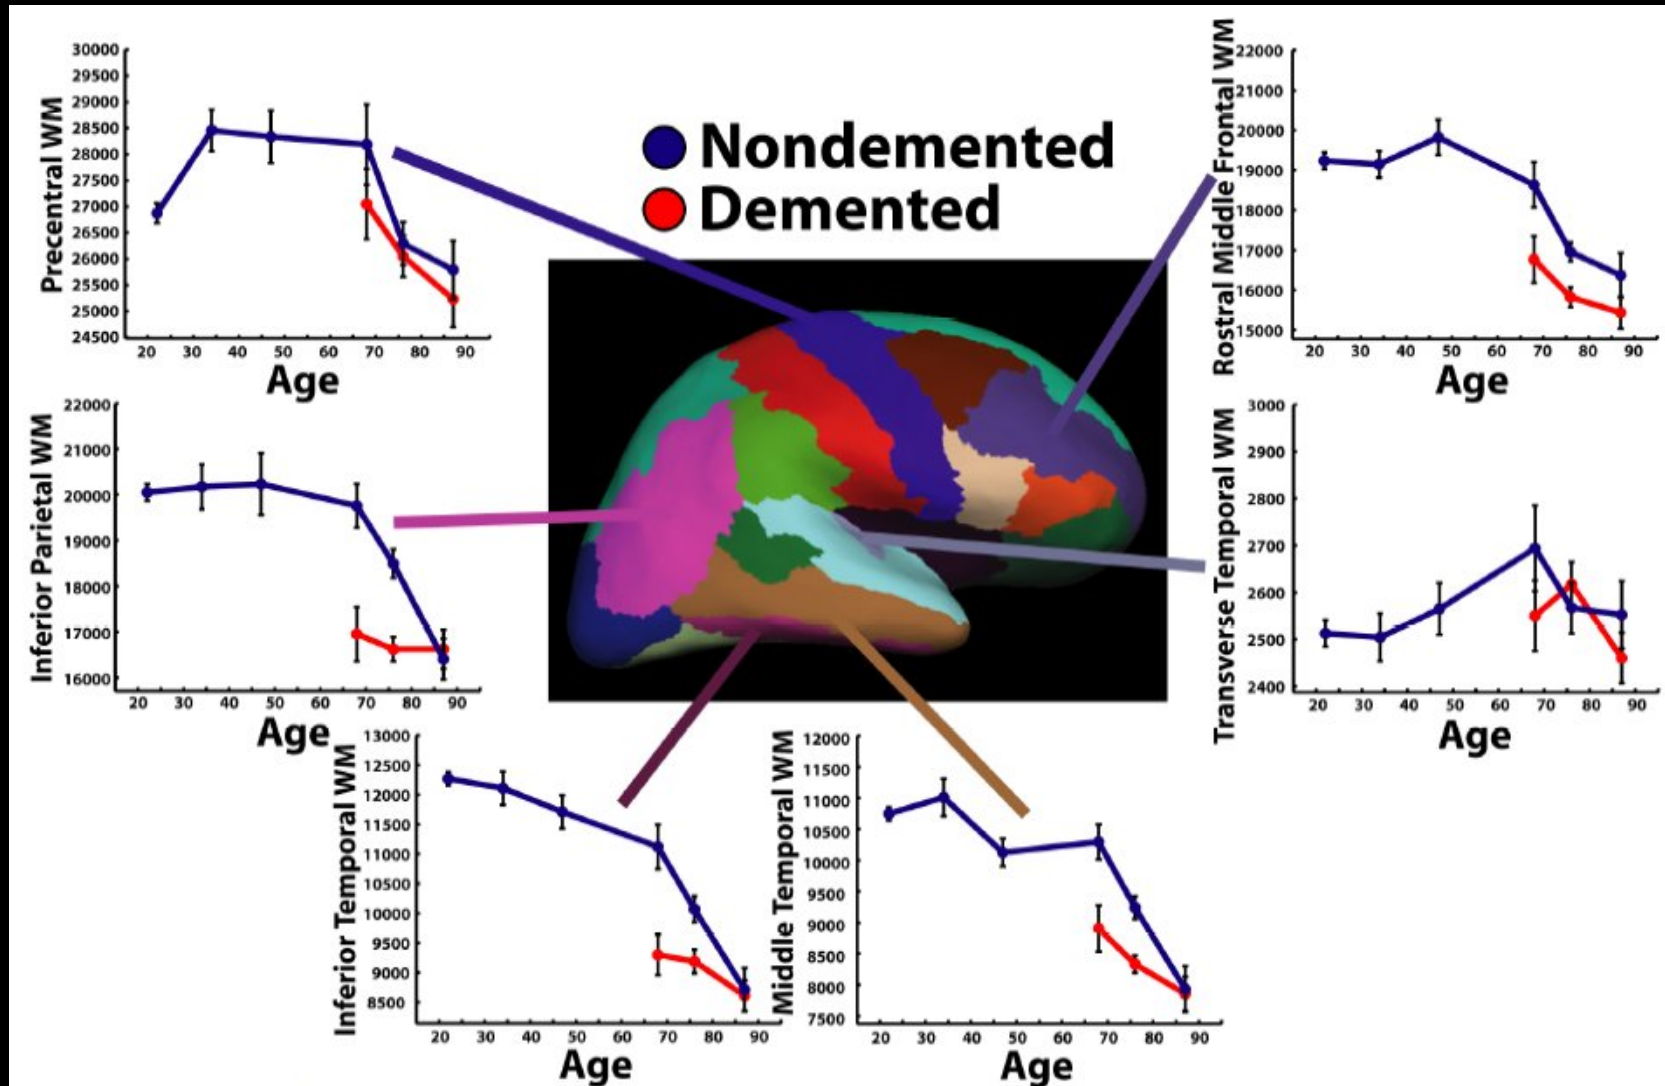 Nondemented
Demented
Precentral WM
30000
29500
29000
28500
28000
27500
27000
26500
26000
25500
25000
24500
20 30 40 50 60 70 80 90
Age
Rostral Middle Frontal WM
22000
21000
20000
19000
18000
17000
16000
15000
20 30 40 50 60 70 80 90
Age
Inferior Parietal WM
22000
21000
20000
19000
18000
17000
16000
20 30 40 50 60 70 80 90
Age
Transverse Temporal WM
3000
2900
2800
2700
2600
2500
2400
20 30 40 50 60 70 80 90
Age
Inferior Temporal WM
13000
12500
12000
11500
11000
10500
10000
9500
9000
8500
20 30 40 50 60 70 80 90
Age
Middle Temporal WM
12000
11500
11000
10500
10000
9500
9000
8500
8000
7500
20 30 40 50 60 70 80 90
Age